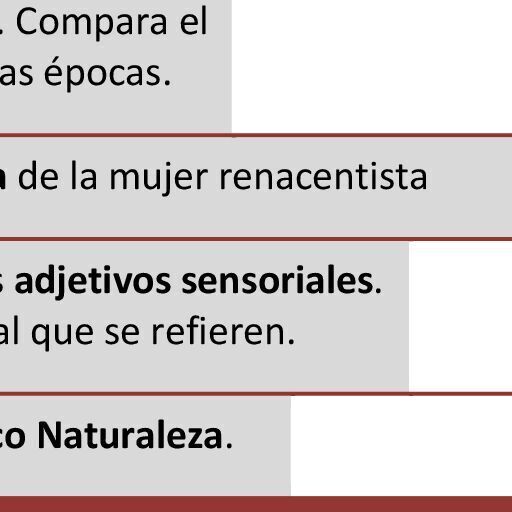 . Compara el
as épocas.
a de la mujer renacentista
s adjetivos sensoriales.
al que se refieren.
co Naturaleza.